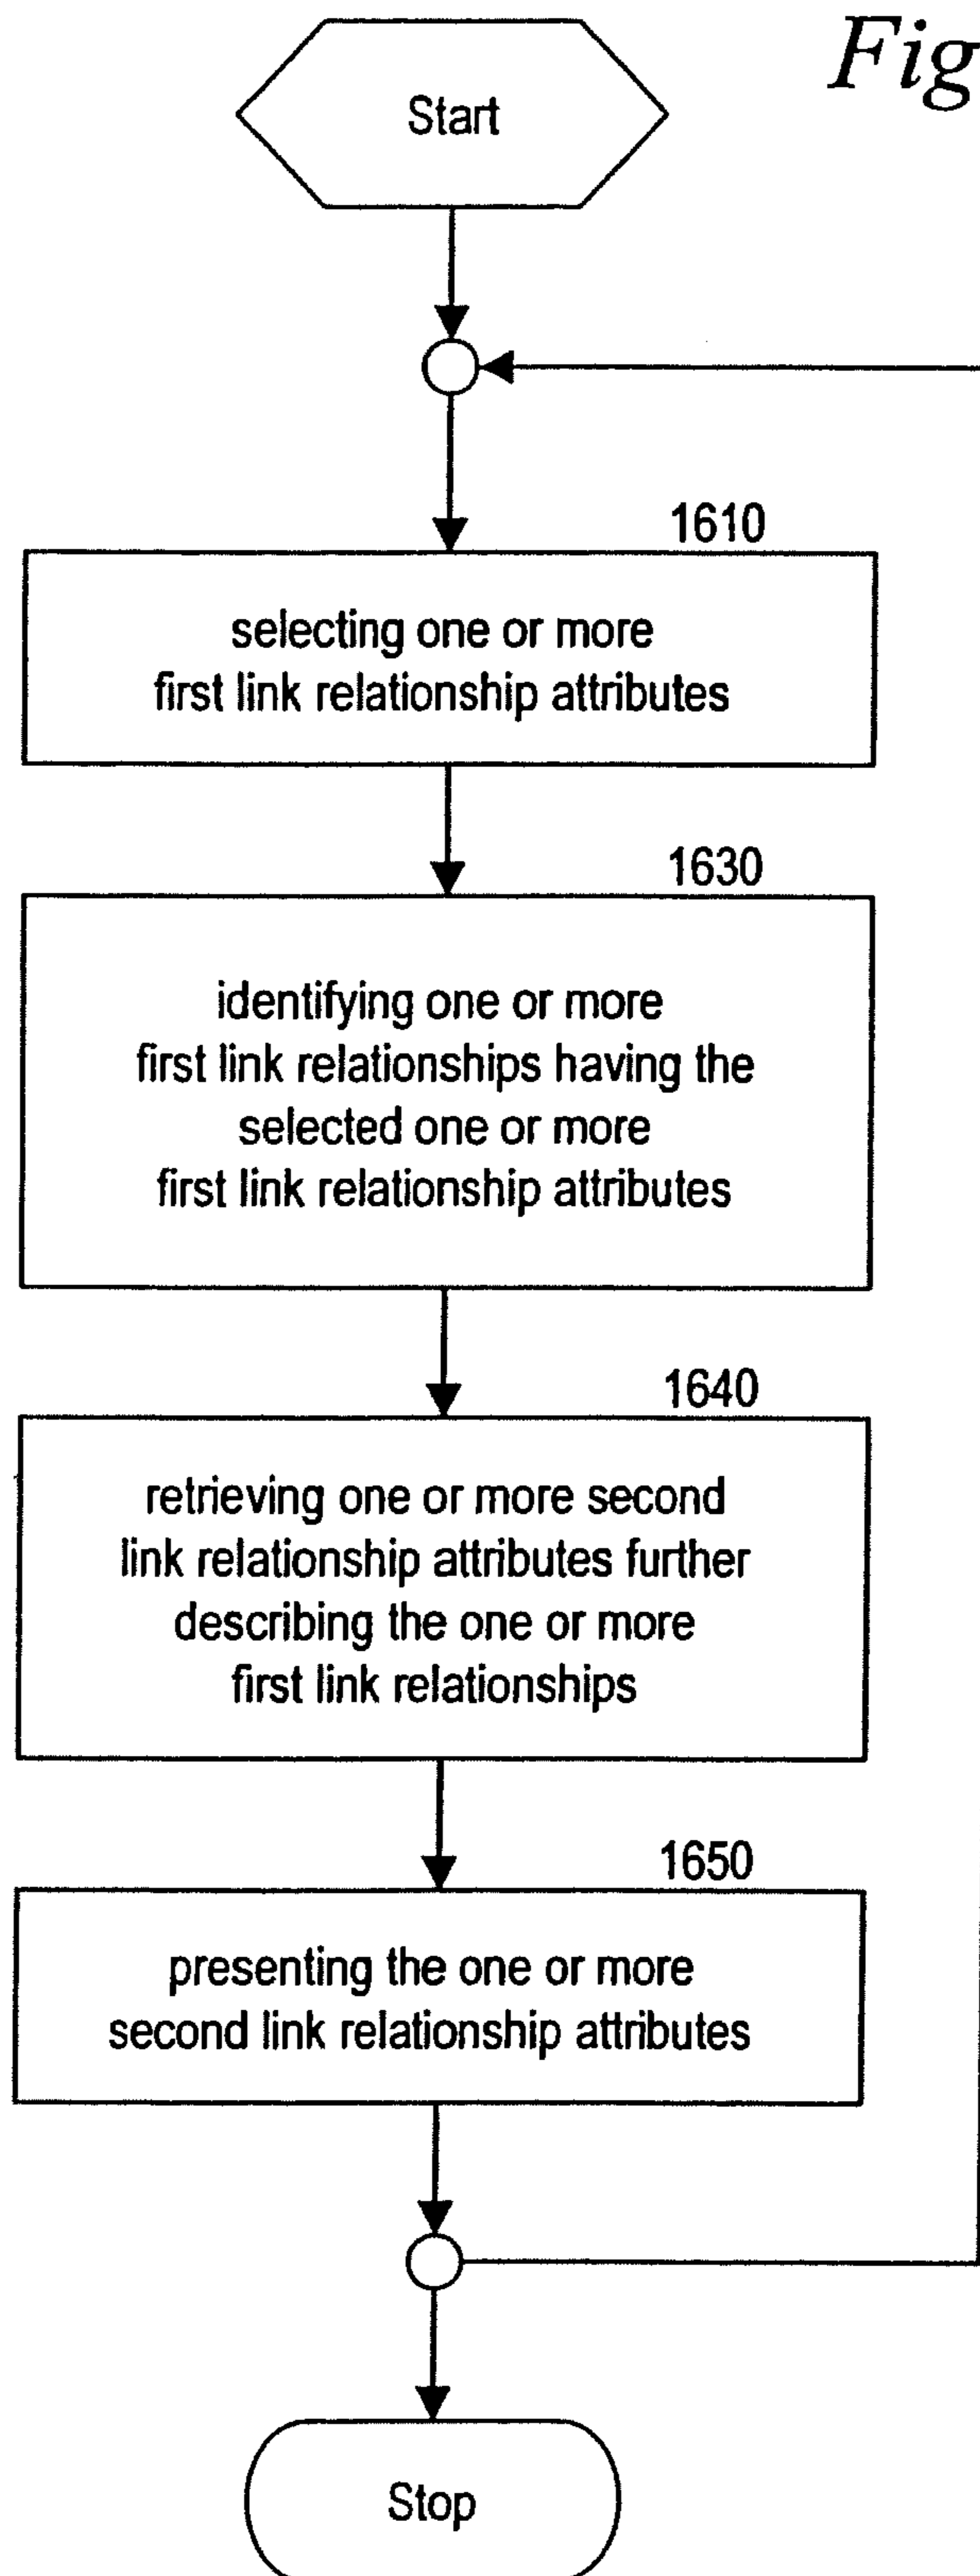 Fig
Start
1610
selecting one or more
first link relationship attributes
1630
identifying one or more
first link relationships having the
selected one or more
first link relationship attributes
1640
retrieving one or more second
link relationship attributes further
describing the one or more
first link relationships
1650
presenting the one or more
second link relationship attributes
Stop